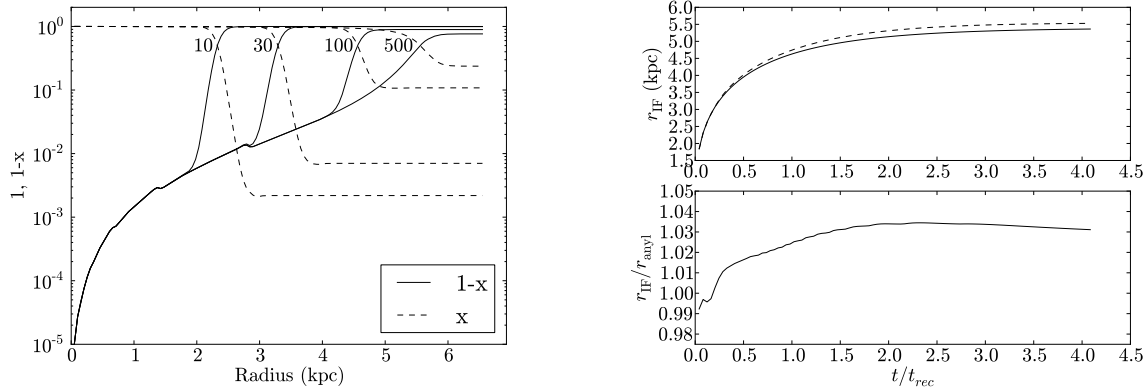 10⁰
10⁻¹
10⁻²
10⁻³
10⁻⁴
10⁻⁵
1, 1-x
10 30 100 500
1-x
x
0 1 2 3 4 5 6
Radius (kpc)
6.0
5.5
5.0
4.5
4.0
3.5
3.0
2.5
2.0
1.5
r_IF (kpc)
0.0 0.5 1.0 1.5 2.0 2.5 3.0 3.5 4.0 4.5
1.05
1.04
1.03
1.02
1.01
1.00
0.99
0.98
r_IF/r_anyl
0.0 0.5 1.0 1.5 2.0 2.5 3.0 3.5 4.0 4.5
t/t_rec